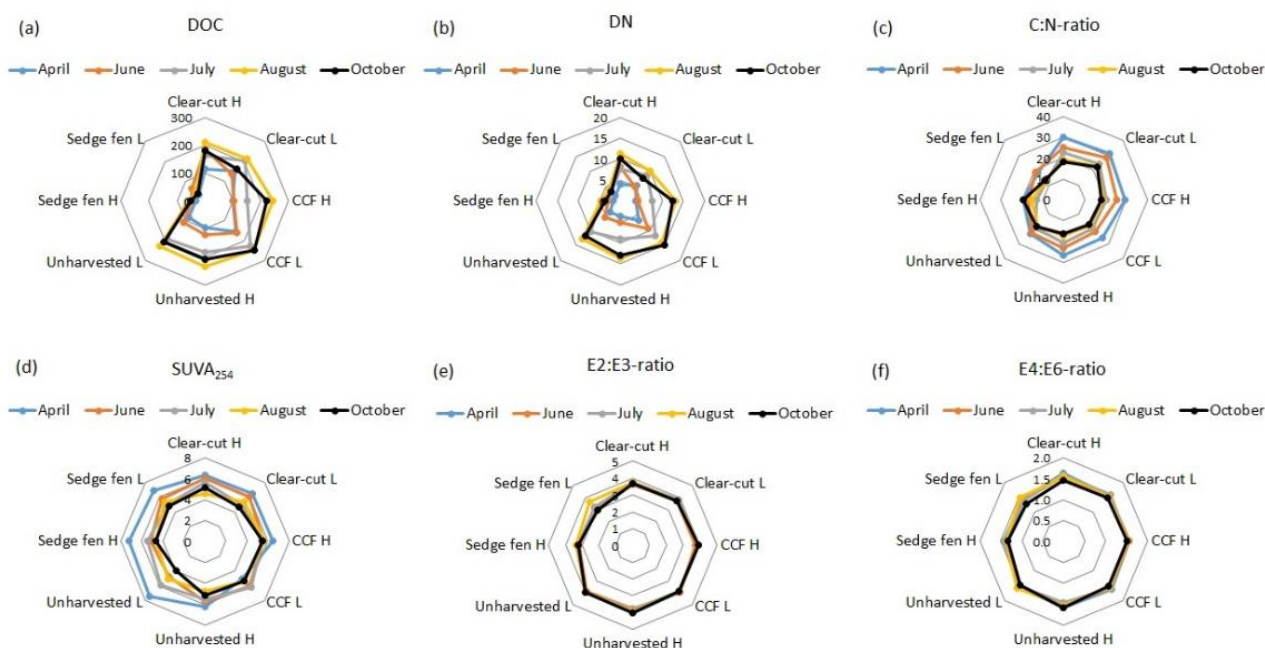 (a) DOC
April June July August October
Clear-cut H
300
200
100
0
Clear-cut L
CCF H
CCF L
Unharvested H
Unharvested L
Sedge fen H
Sedge fen L
(b) DN
April June July August October
Clear-cut H
20
15
10
5
Clear-cut L
CCF H
CCF L
Unharvested H
Unharvested L
Sedge fen H
Sedge fen L
(c) C:N-ratio
April June July August October
Clear-cut H
40
30
20
10
0
Clear-cut L
CCF H
CCF L
Unharvested H
Unharvested L
Sedge fen H
Sedge fen L
(d) SUVA254
April June July August October
Clear-cut H
8
6
4
2
0
Clear-cut L
CCF H
CCF L
Unharvested H
Unharvested L
Sedge fen H
Sedge fen L
(e) E2:E3-ratio
April June July August October
Clear-cut H
5
4
3
2
1
0
Clear-cut L
CCF H
CCF L
Unharvested H
Unharvested L
Sedge fen H
Sedge fen L
(f) E4:E6-ratio
April June July August October
Clear-cut H
2.0
1.5
1.0
0.5
0.0
Clear-cut L
CCF H
CCF L
Unharvested H
Unharvested L
Sedge fen H
Sedge fen L